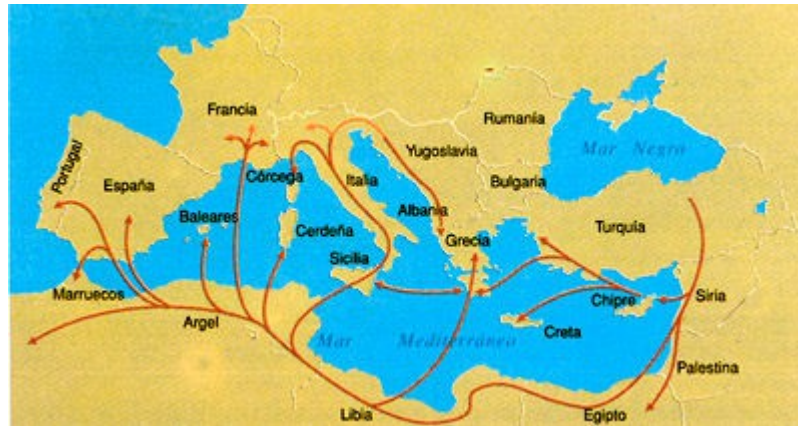 Francia
Rumanía
Mar Negro
Yugoslavia
Portugal
España
Córcega
Italia
Bulgaria
Baleares
Albania
Cerdeña
Grecia
Turquía
Sicilia
Marruecos
Argel
Chipre
Siria
Creta
Mar Mediterráneo
Palestina
Libia
Egipto